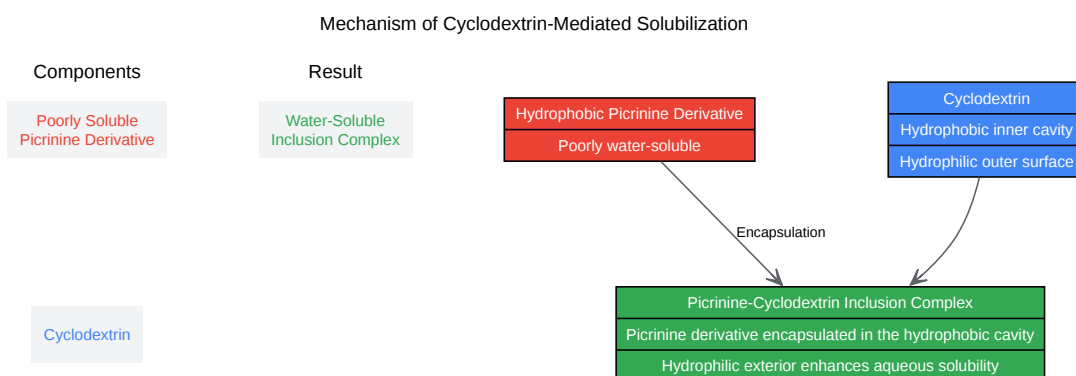 Mechanism of Cyclodextrin-Mediated Solubilization
Components
Result
Poorly Soluble
Picrinine Derivative
Water-Soluble
Inclusion Complex
Hydrophobic Picrinine Derivative
Poorly water-soluble
Cyclodextrin
Hydrophobic inner cavity
Hydrophilic outer surface
Encapsulation
Cyclodextrin
Picrinine-Cyclodextrin Inclusion Complex
Picrinine derivative encapsulated in the hydrophobic cavity
Hydrophilic exterior enhances aqueous solubility